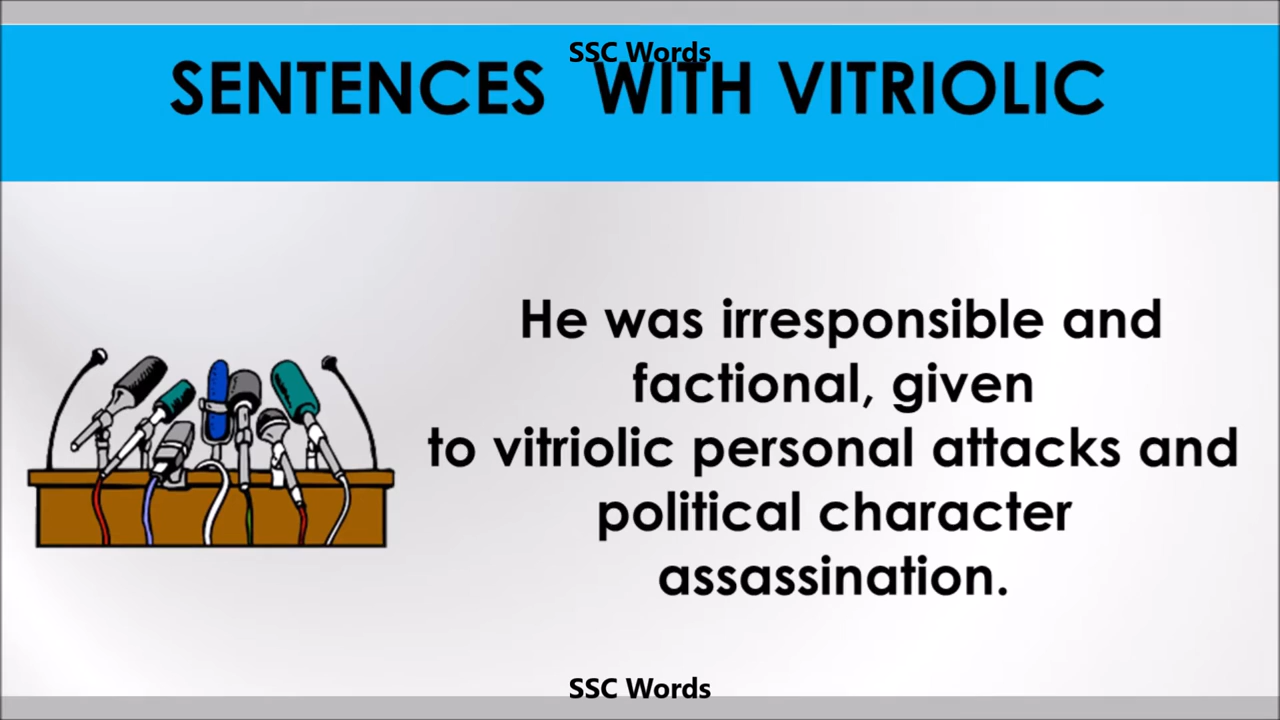 SSC Words
SENTENCES WITH VITRIOLIC
He was irresponsible and
factional, given
to vitriolic personal attacks and
political character
assassination.
SSC Words